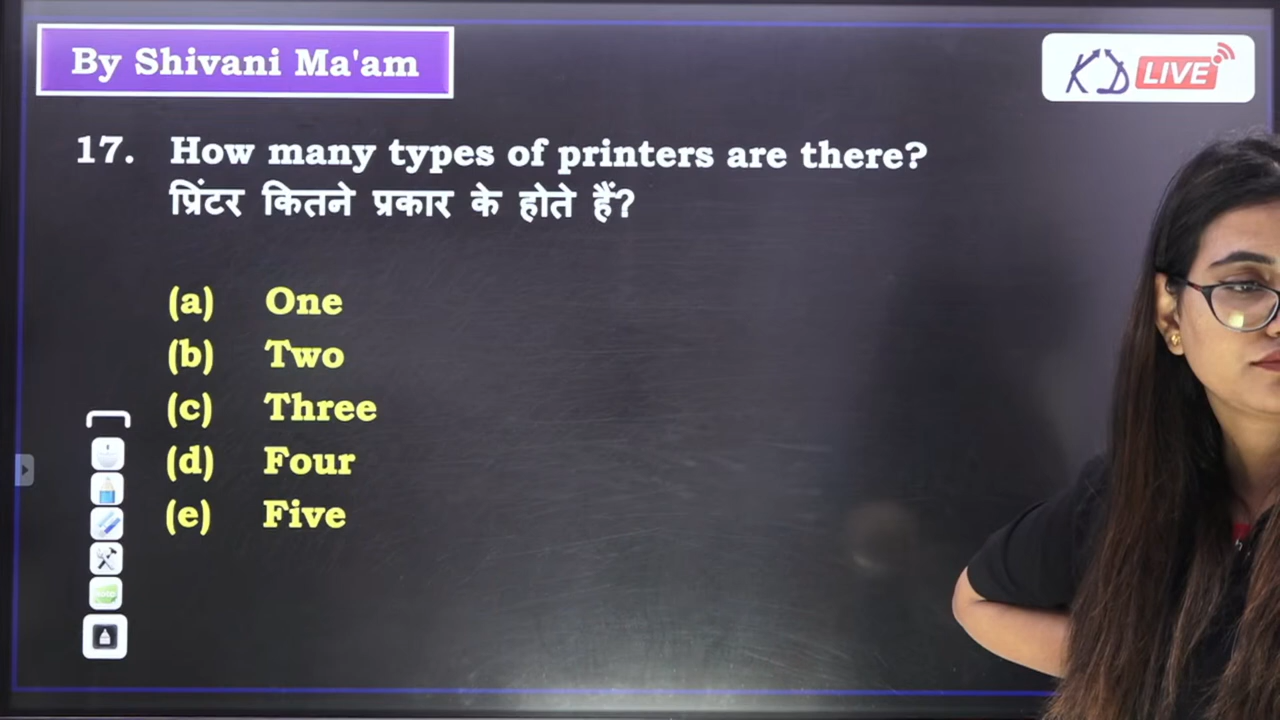 By Shivani Ma'am
KD LIVE
17. How many types of printers are there?
प्रिंटर कितने प्रकार के होते हैं?
(a) One
(b) Two
(c) Three
(d) Four
(e) Five